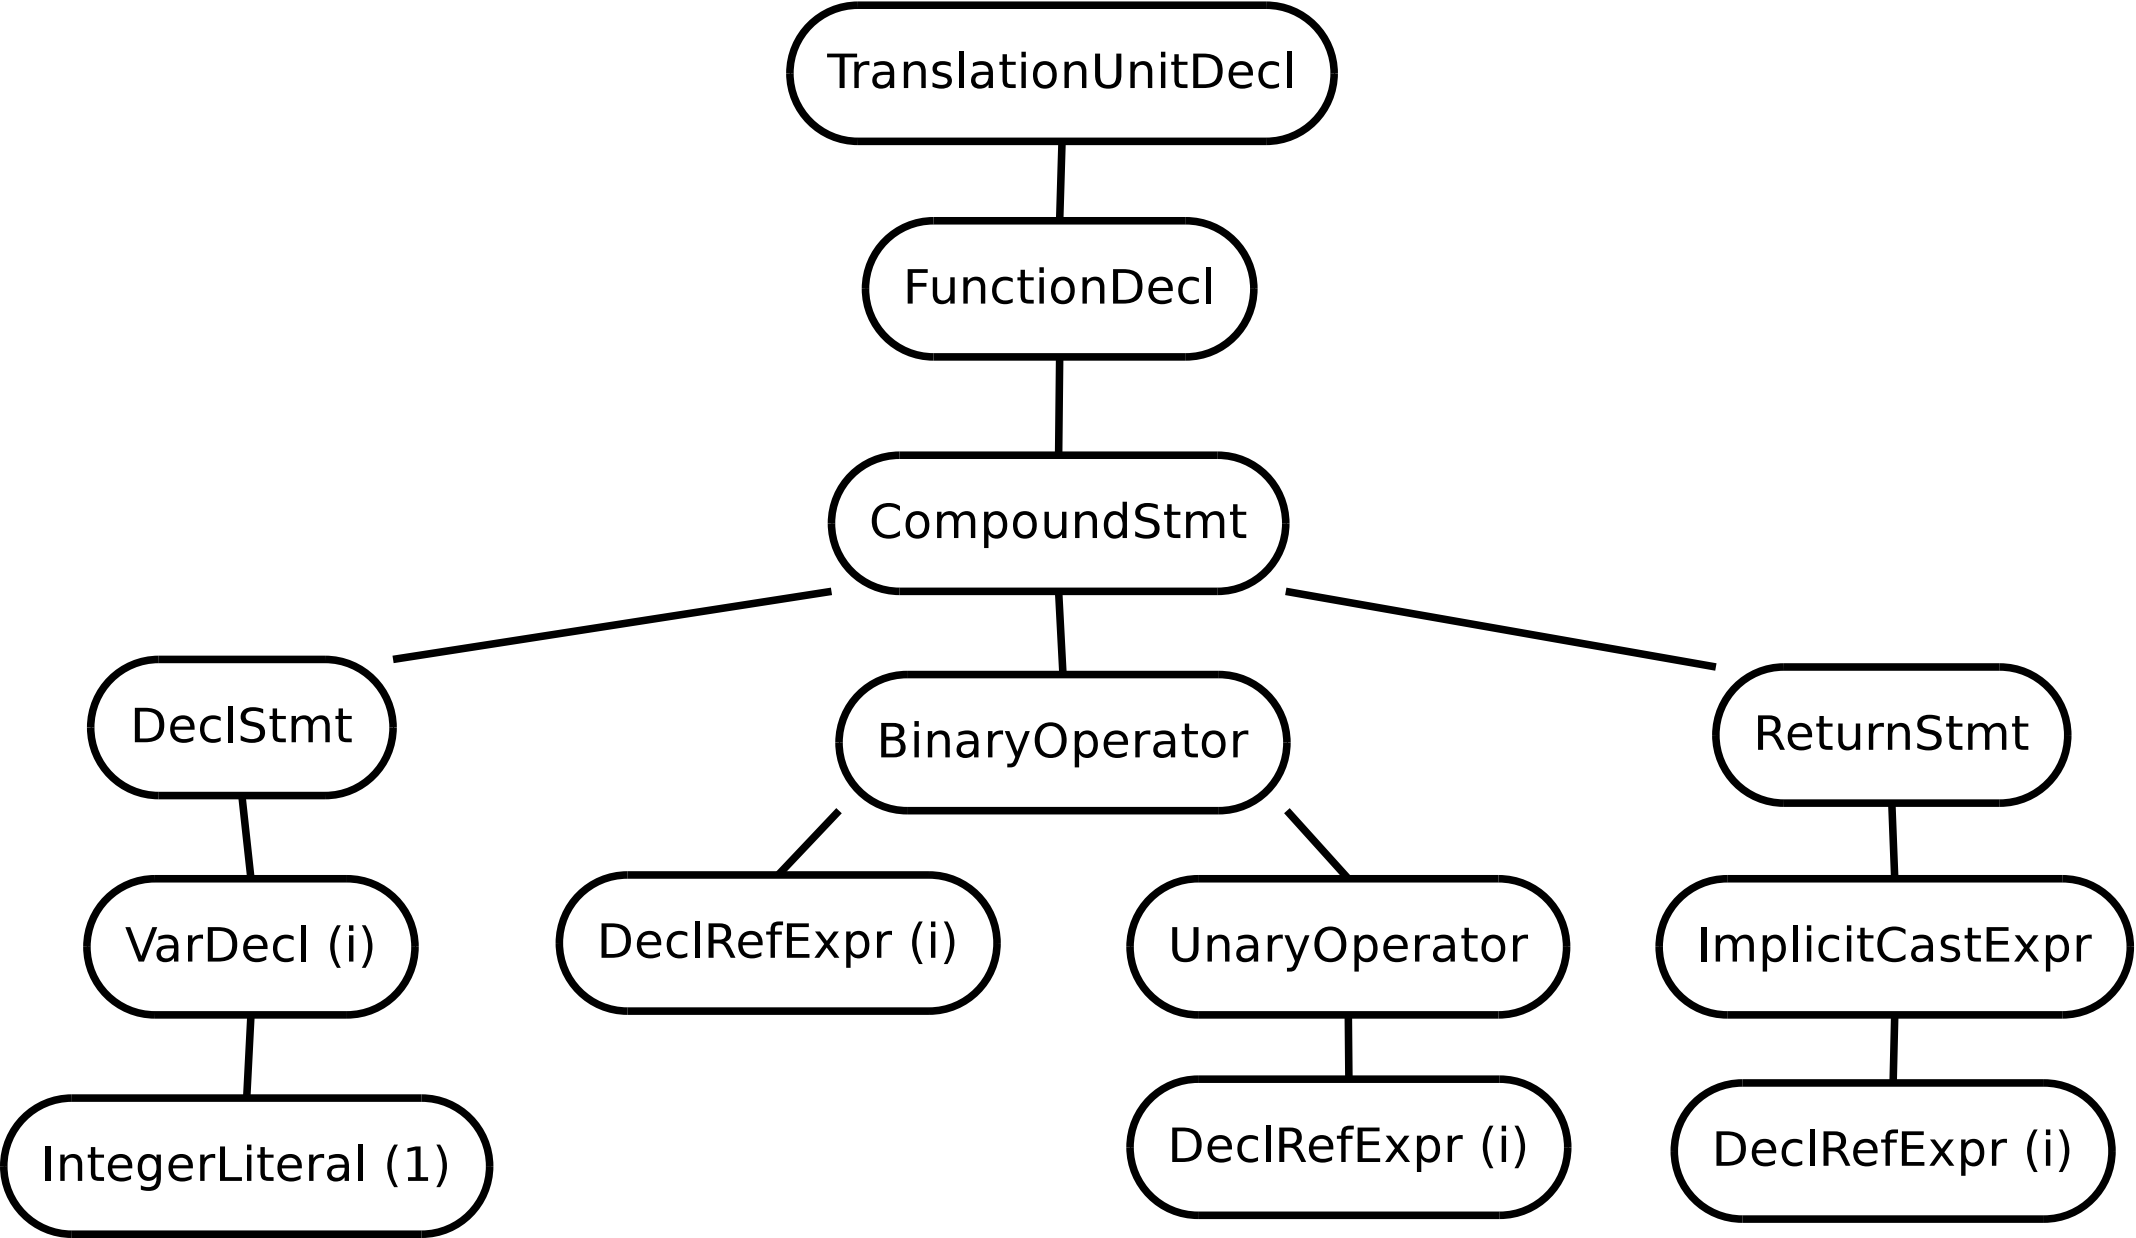 TranslationUnitDecl
FunctionDecl
CompoundStmt
DeclStmt
BinaryOperator
ReturnStmt
VarDecl (i)
DeclRefExpr (i)
UnaryOperator
ImplicitCastExpr
IntegerLiteral (1)
DeclRefExpr (i)
DeclRefExpr (i)